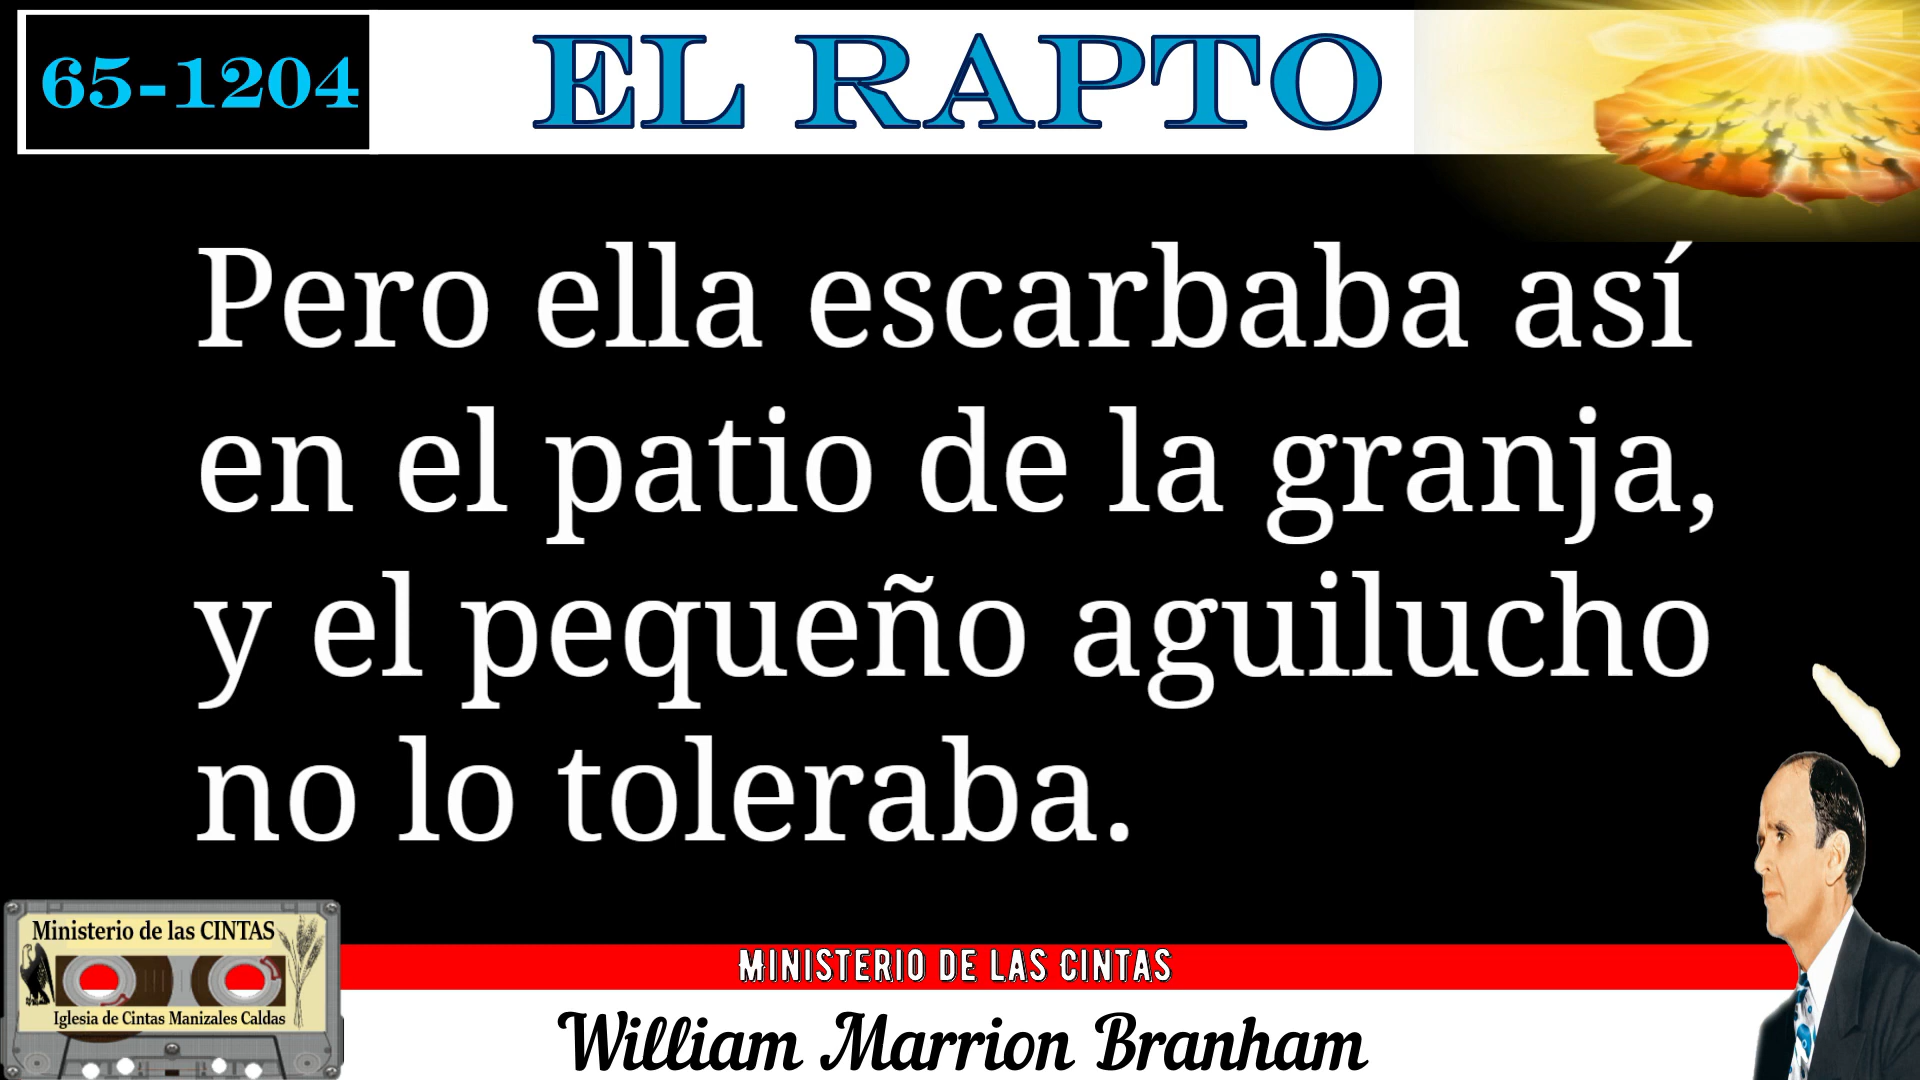 65-1204
EL RAPTO
Pero ella escarbaba así
en el patio de la granja,
y el pequeño aguilucho
no lo toleraba.
Ministerio de las CINTAS
Iglesia de Cintas Manizales Caldas
MINISTERIO DE LAS CINTAS
William Marrion Branham